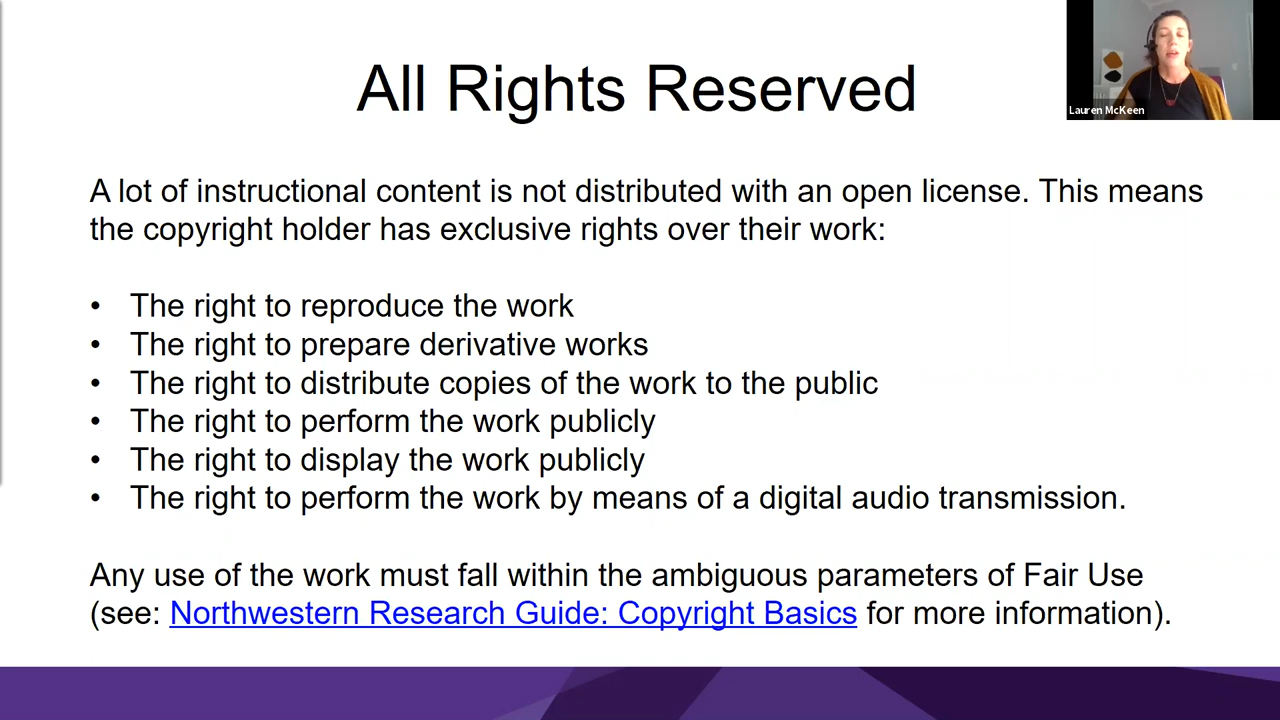 All Rights Reserved
Lauren McKeen
A lot of instructional content is not distributed with an open license. This means
the copyright holder has exclusive rights over their work:
• The right to reproduce the work
• The right to prepare derivative works
• The right to distribute copies of the work to the public
• The right to perform the work publicly
• The right to display the work publicly
• The right to perform the work by means of a digital audio transmission.
Any use of the work must fall within the ambiguous parameters of Fair Use
(see: Northwestern Research Guide: Copyright Basics for more information).